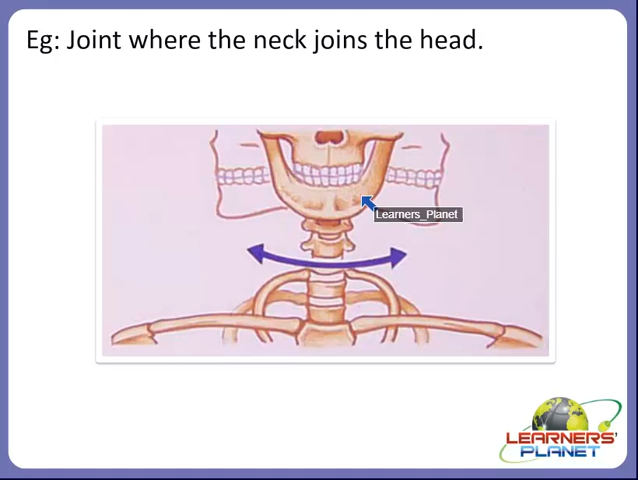 Eg: Joint where the neck joins the head.
Learners_Planet
LEARNERS'
PLANET